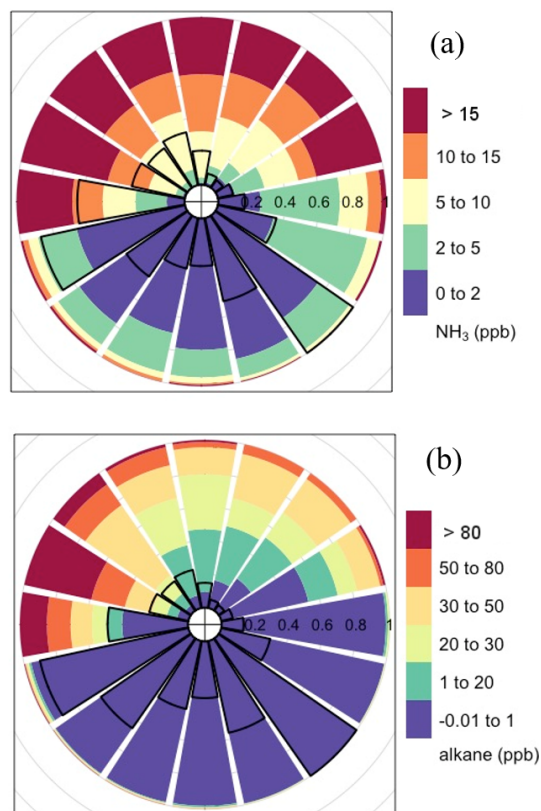 (a)
> 15
10 to 15
5 to 10
2 to 5
0 to 2
NH₃ (ppb)
0.2 0.4 0.6 0.8 1
(b)
> 80
50 to 80
30 to 50
20 to 30
1 to 20
-0.01 to 1
alkane (ppb)
0.2 0.4 0.6 0.8 1